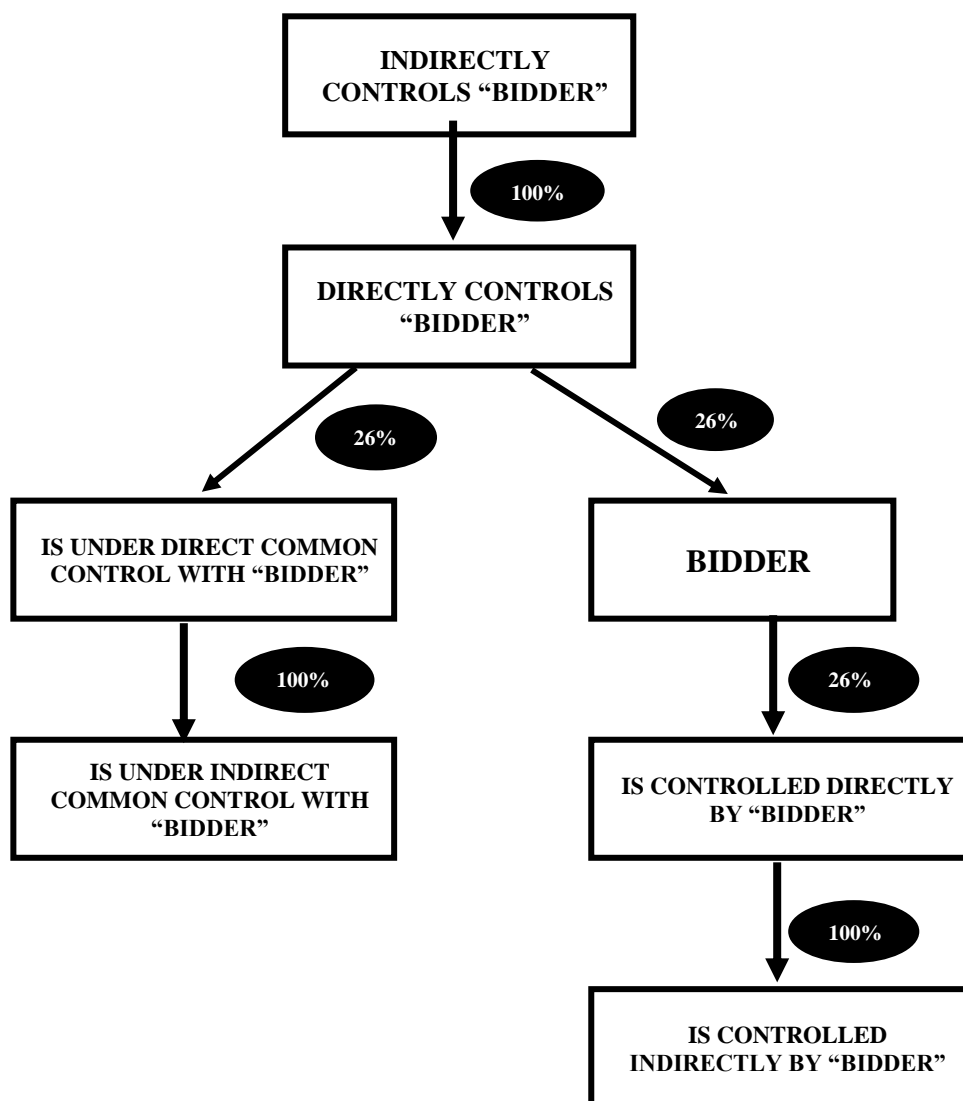 INDIRECTLY
CONTROLS “BIDDER”
100%
DIRECTLY CONTROLS
“BIDDER”
26%
26%
IS UNDER DIRECT COMMON
CONTROL WITH “BIDDER”
BIDDER
100%
26%
IS UNDER INDIRECT
COMMON CONTROL WITH
“BIDDER”
IS CONTROLLED DIRECTLY
BY “BIDDER”
100%
IS CONTROLLED
INDIRECTLY BY “BIDDER”